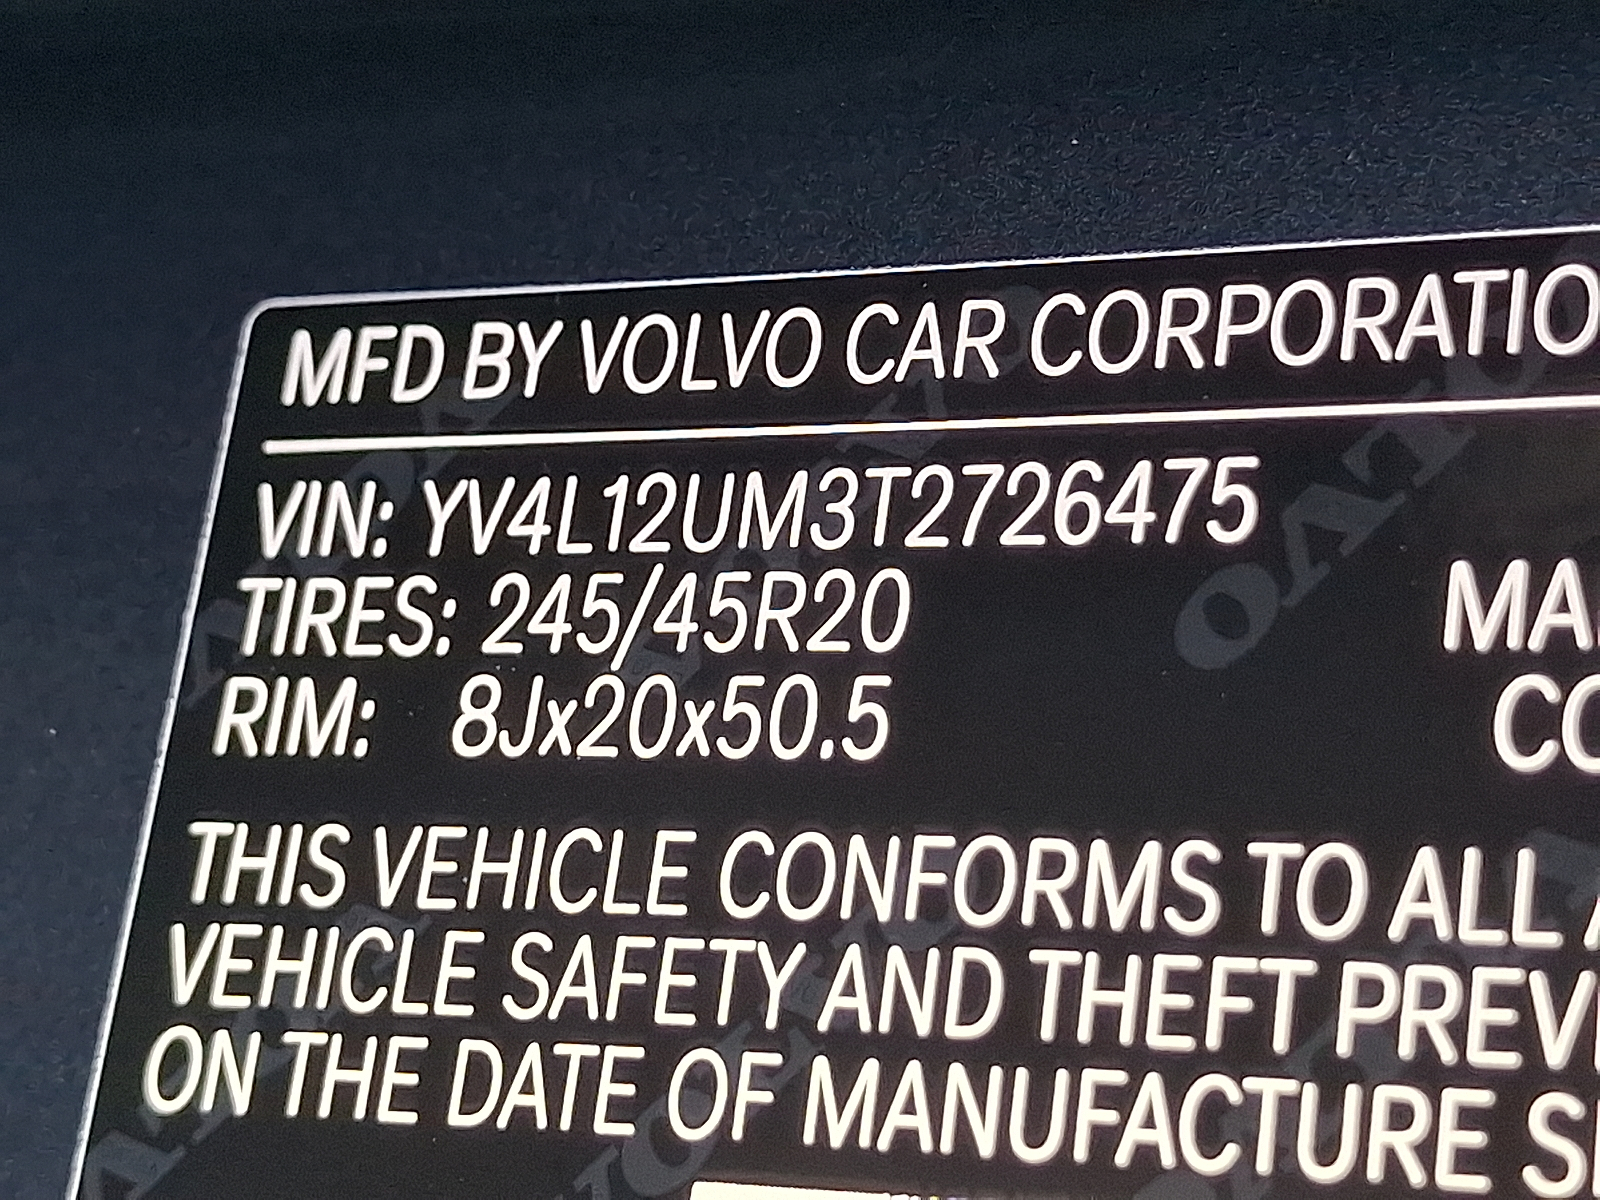 MFD BY VOLVO CAR CORPORATIO
VIN: YV4L12UM3T2726475
TIRES: 245/45R20
MA
RIM: 8Jx20x50.5
CO
THIS VEHICLE CONFORMS TO ALL A
VEHICLE SAFETY AND THEFT PREV
ON THE DATE OF MANUFACTURE S